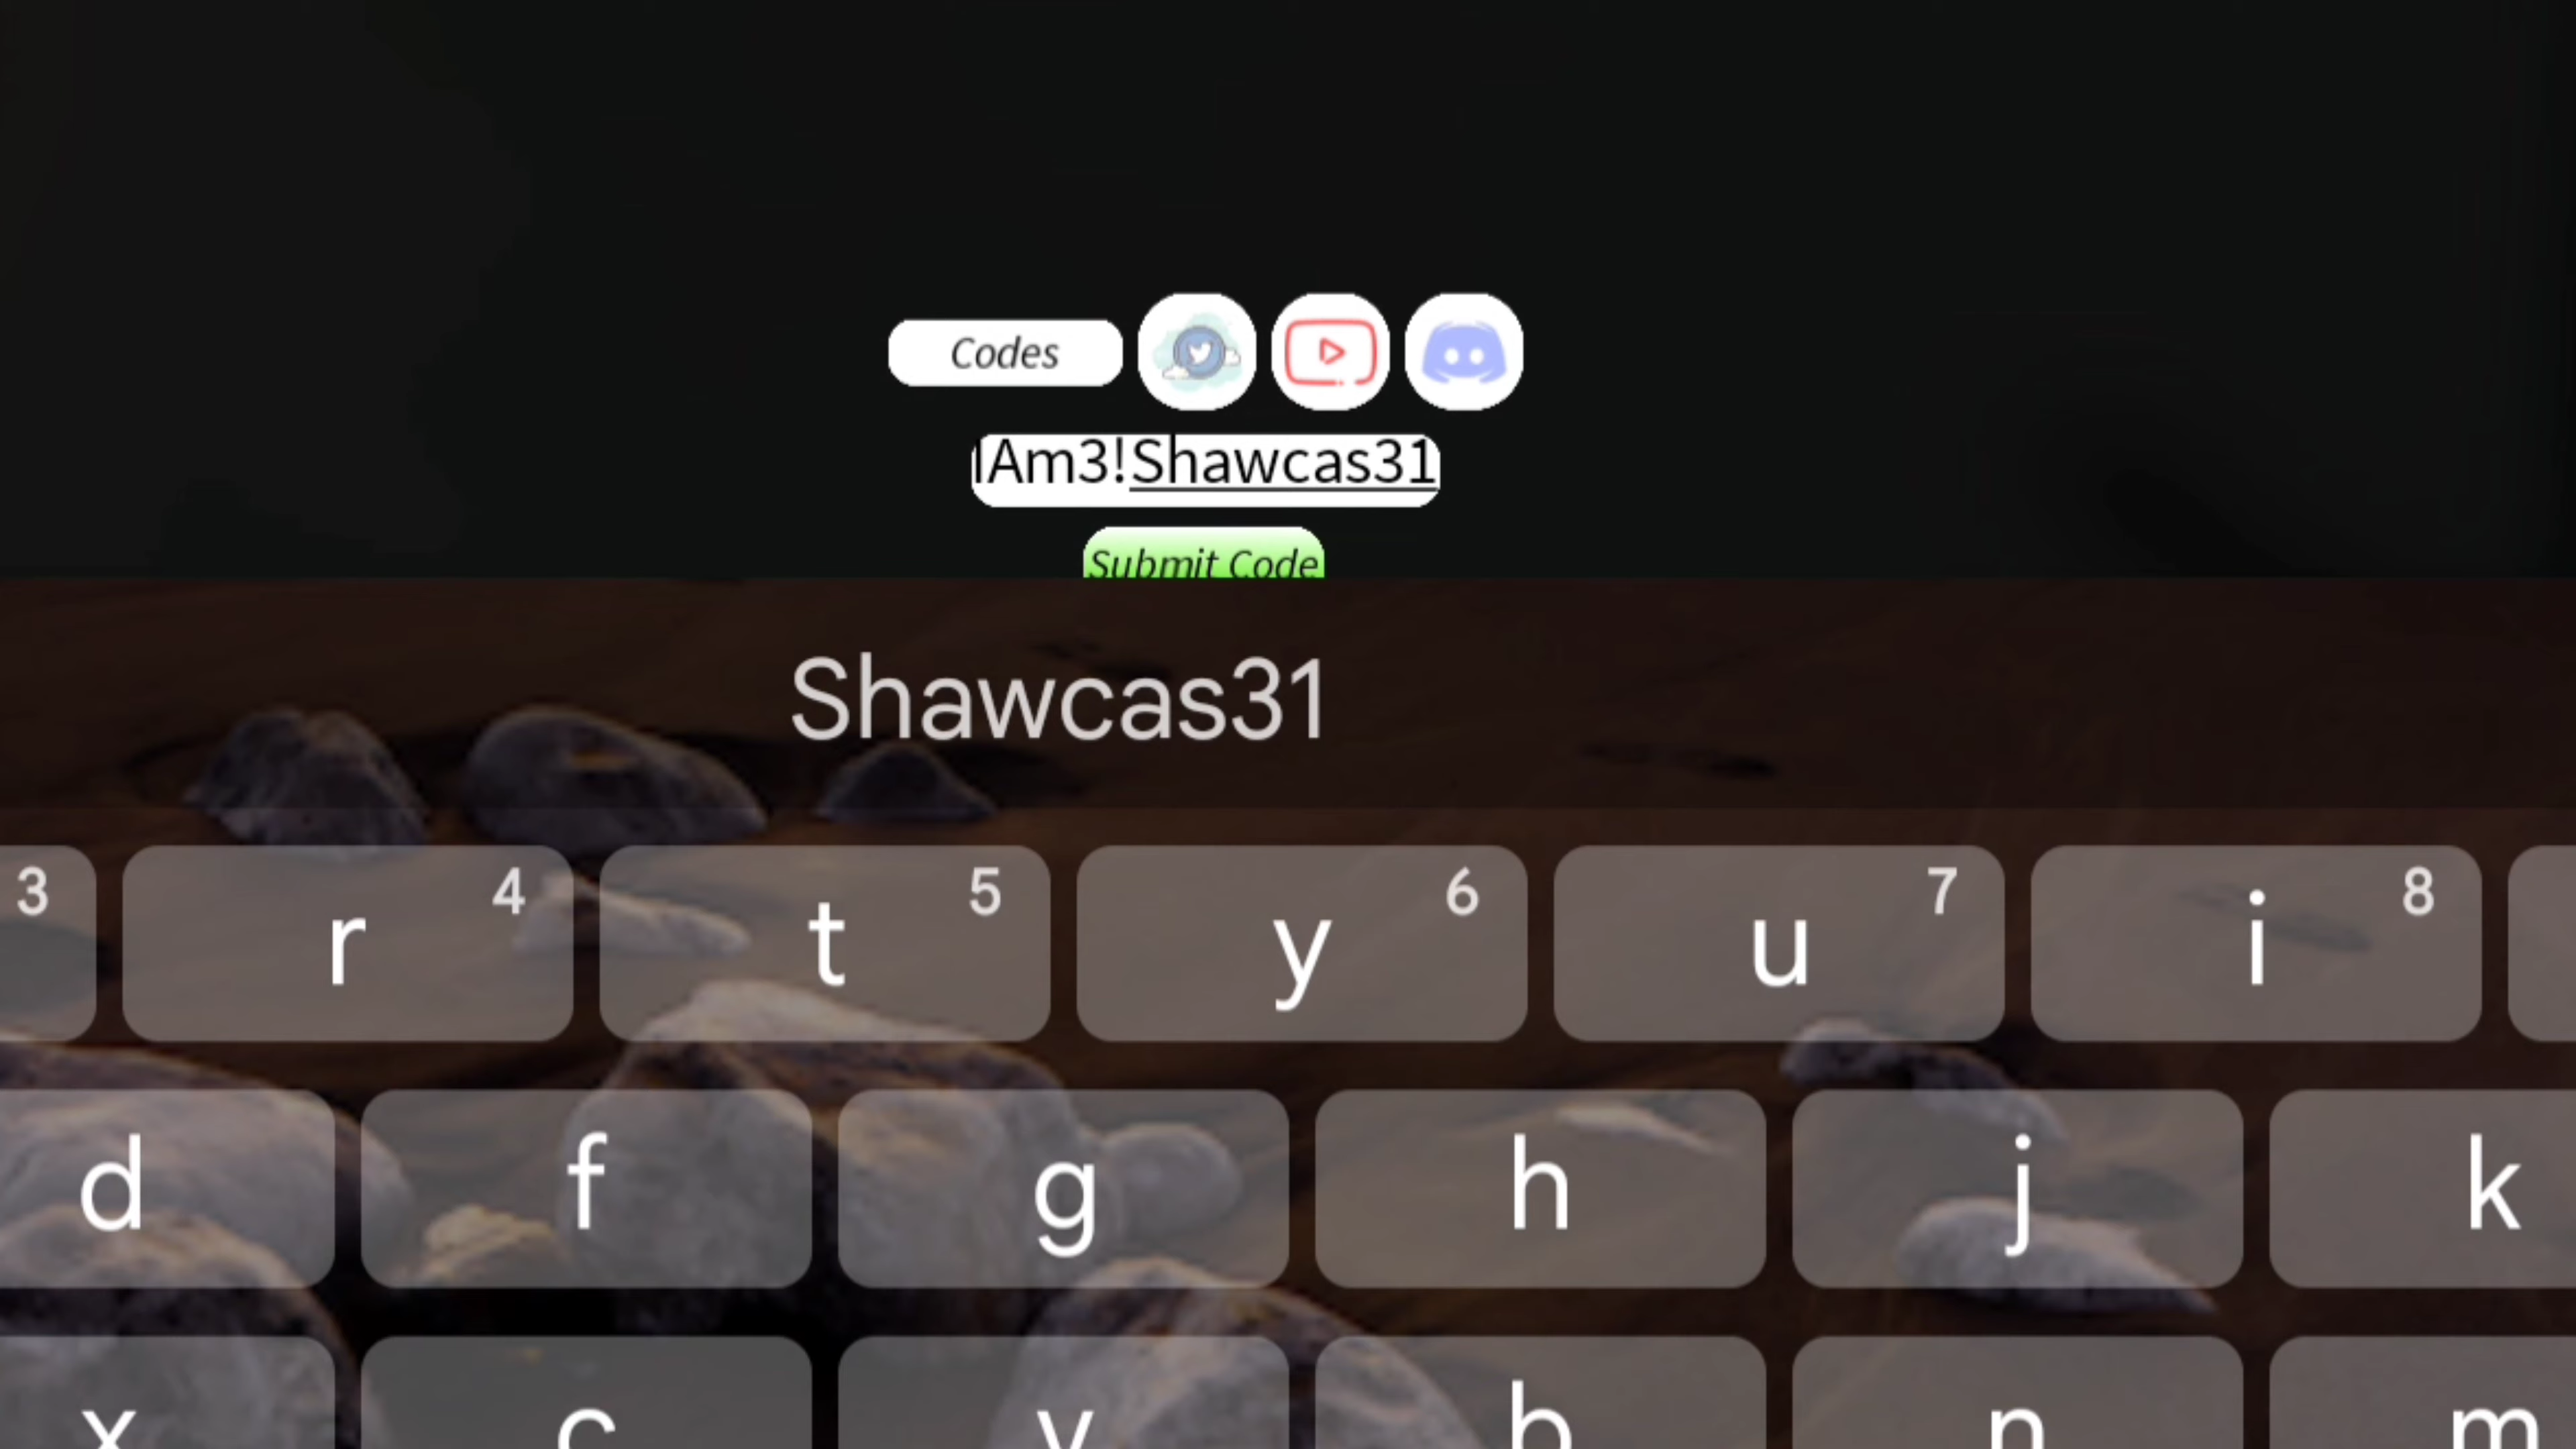 Codes
IAm3!Shawcas31
Submit Code
Shawcas31
3 r 4 t 5 y 6 u 7 i 8
d f g h j k
x c v b n m